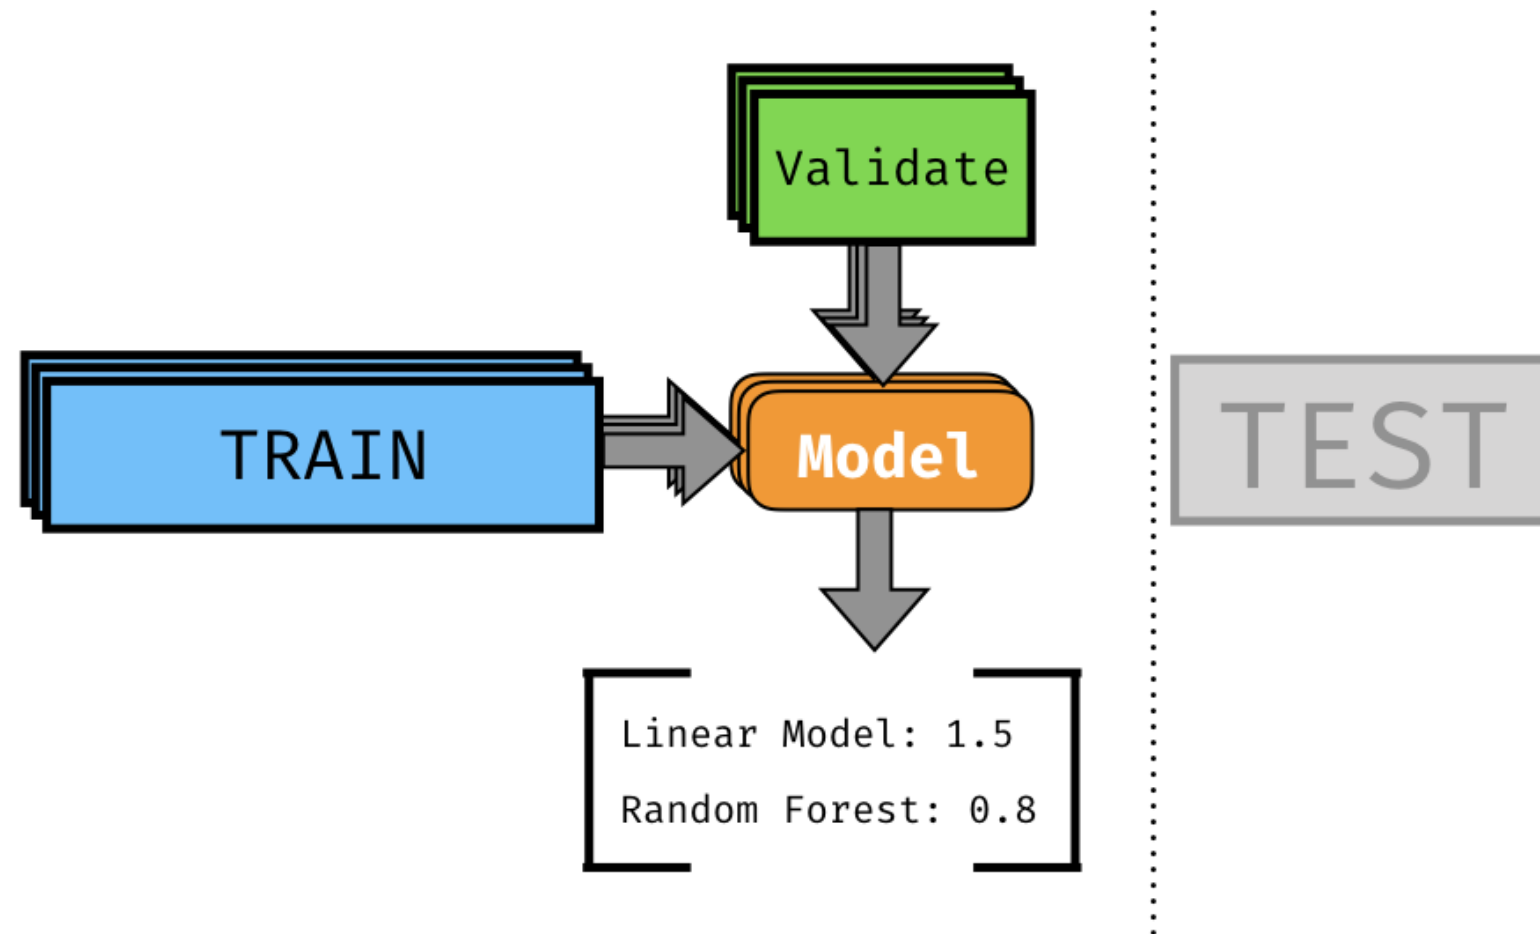 Validate
TRAIN
Model
TEST
Linear Model: 1.5
Random Forest: 0.8